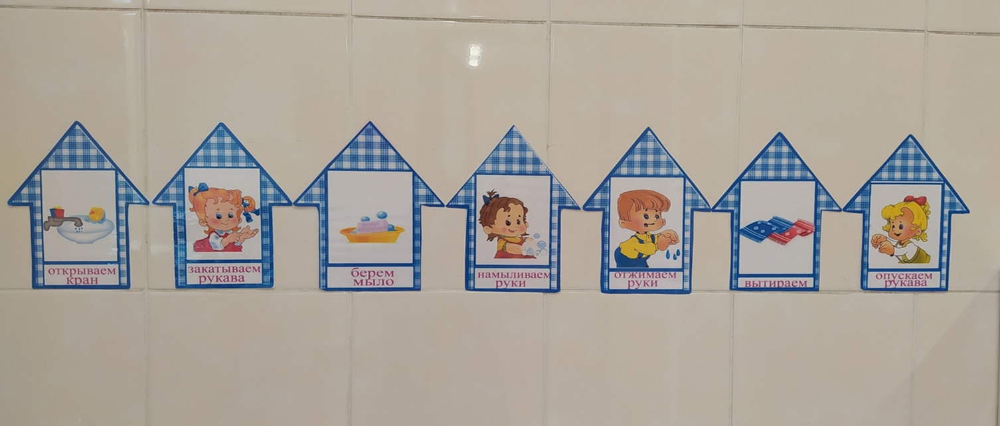 открываем
кран
закатываем
рукава
берем
мыло
намыливаем
руки
отжимаем
руки
вытираем
опускаем
рукава